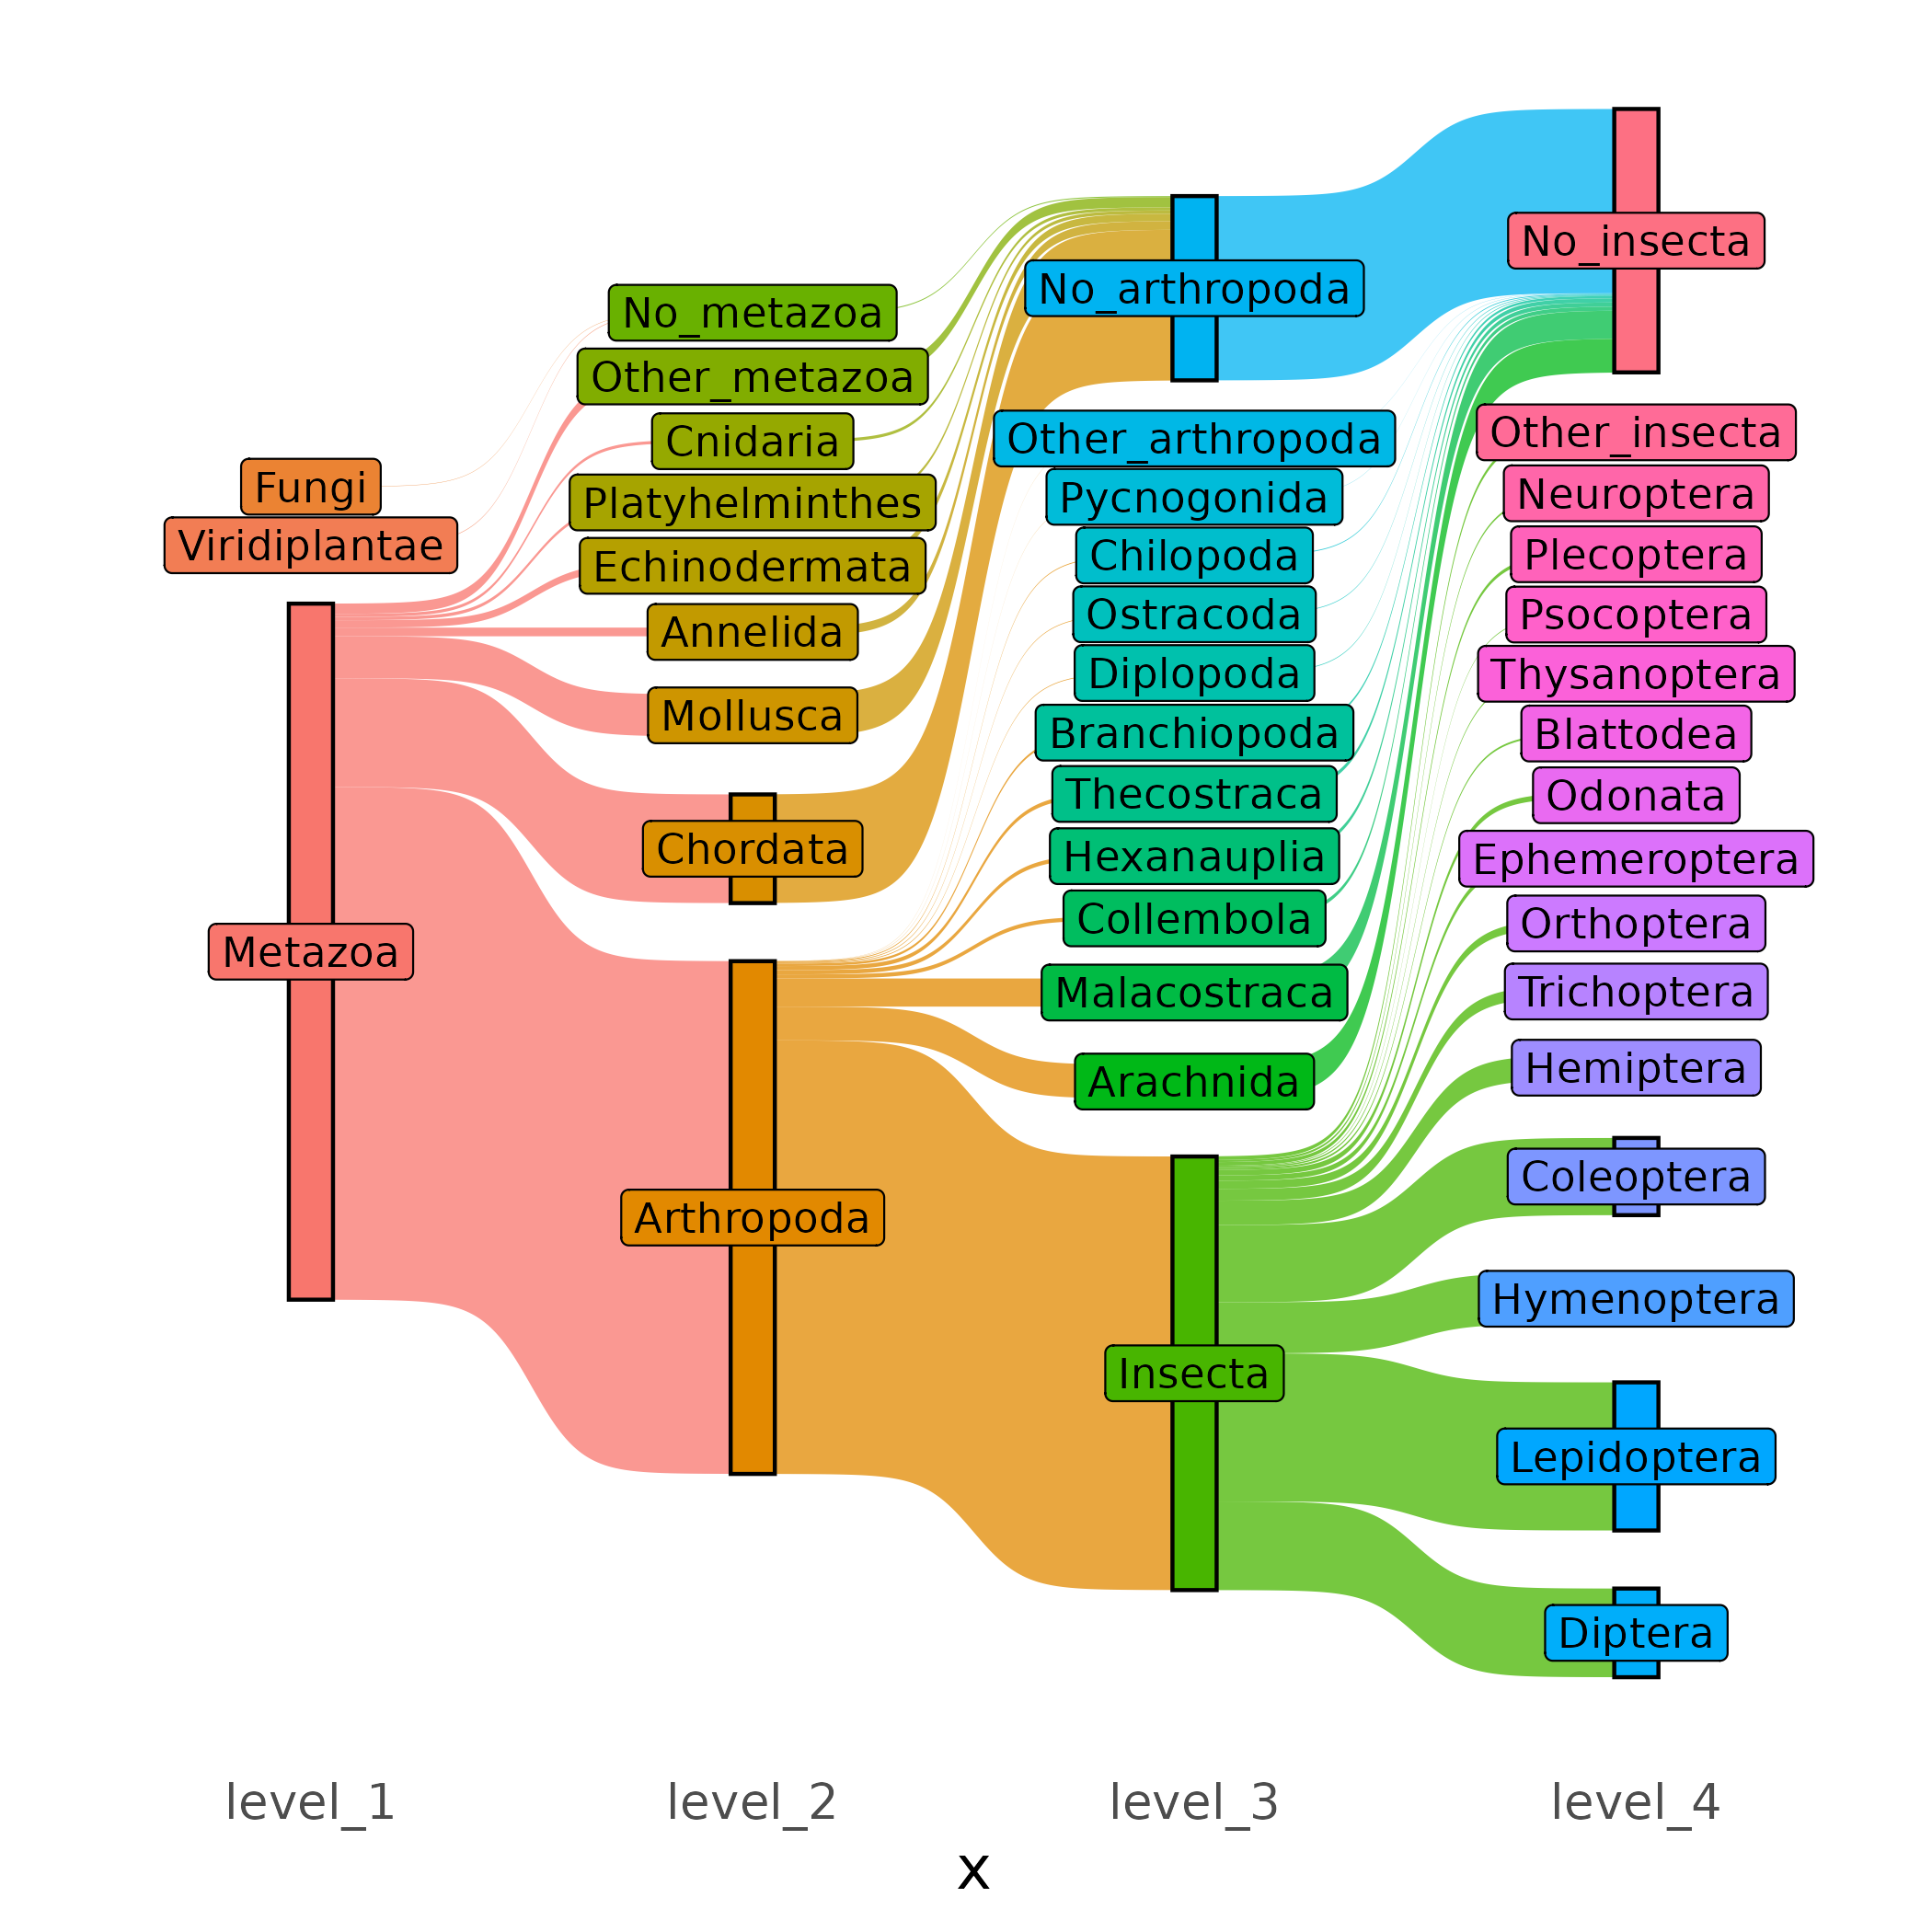 Fungi
Viridiplantae
Metazoa
No_metazoa
Other_metazoa
Cnidaria
Platyhelminthes
Echinodermata
Annelida
Mollusca
Chordata
Arthropoda
No_arthropoda
Other_arthropoda
Pycnogonida
Chilopoda
Ostracoda
Diplopoda
Branchiopoda
Thecostraca
Hexanauplia
Collembola
Malacostraca
Arachnida
Insecta
No_insecta
Other_insecta
Neuroptera
Plecoptera
Psocoptera
Thysanoptera
Blattodea
Odonata
Ephemeroptera
Orthoptera
Trichoptera
Hemiptera
Coleoptera
Hymenoptera
Lepidoptera
Diptera
level_1 level_2 level_3 level_4
x